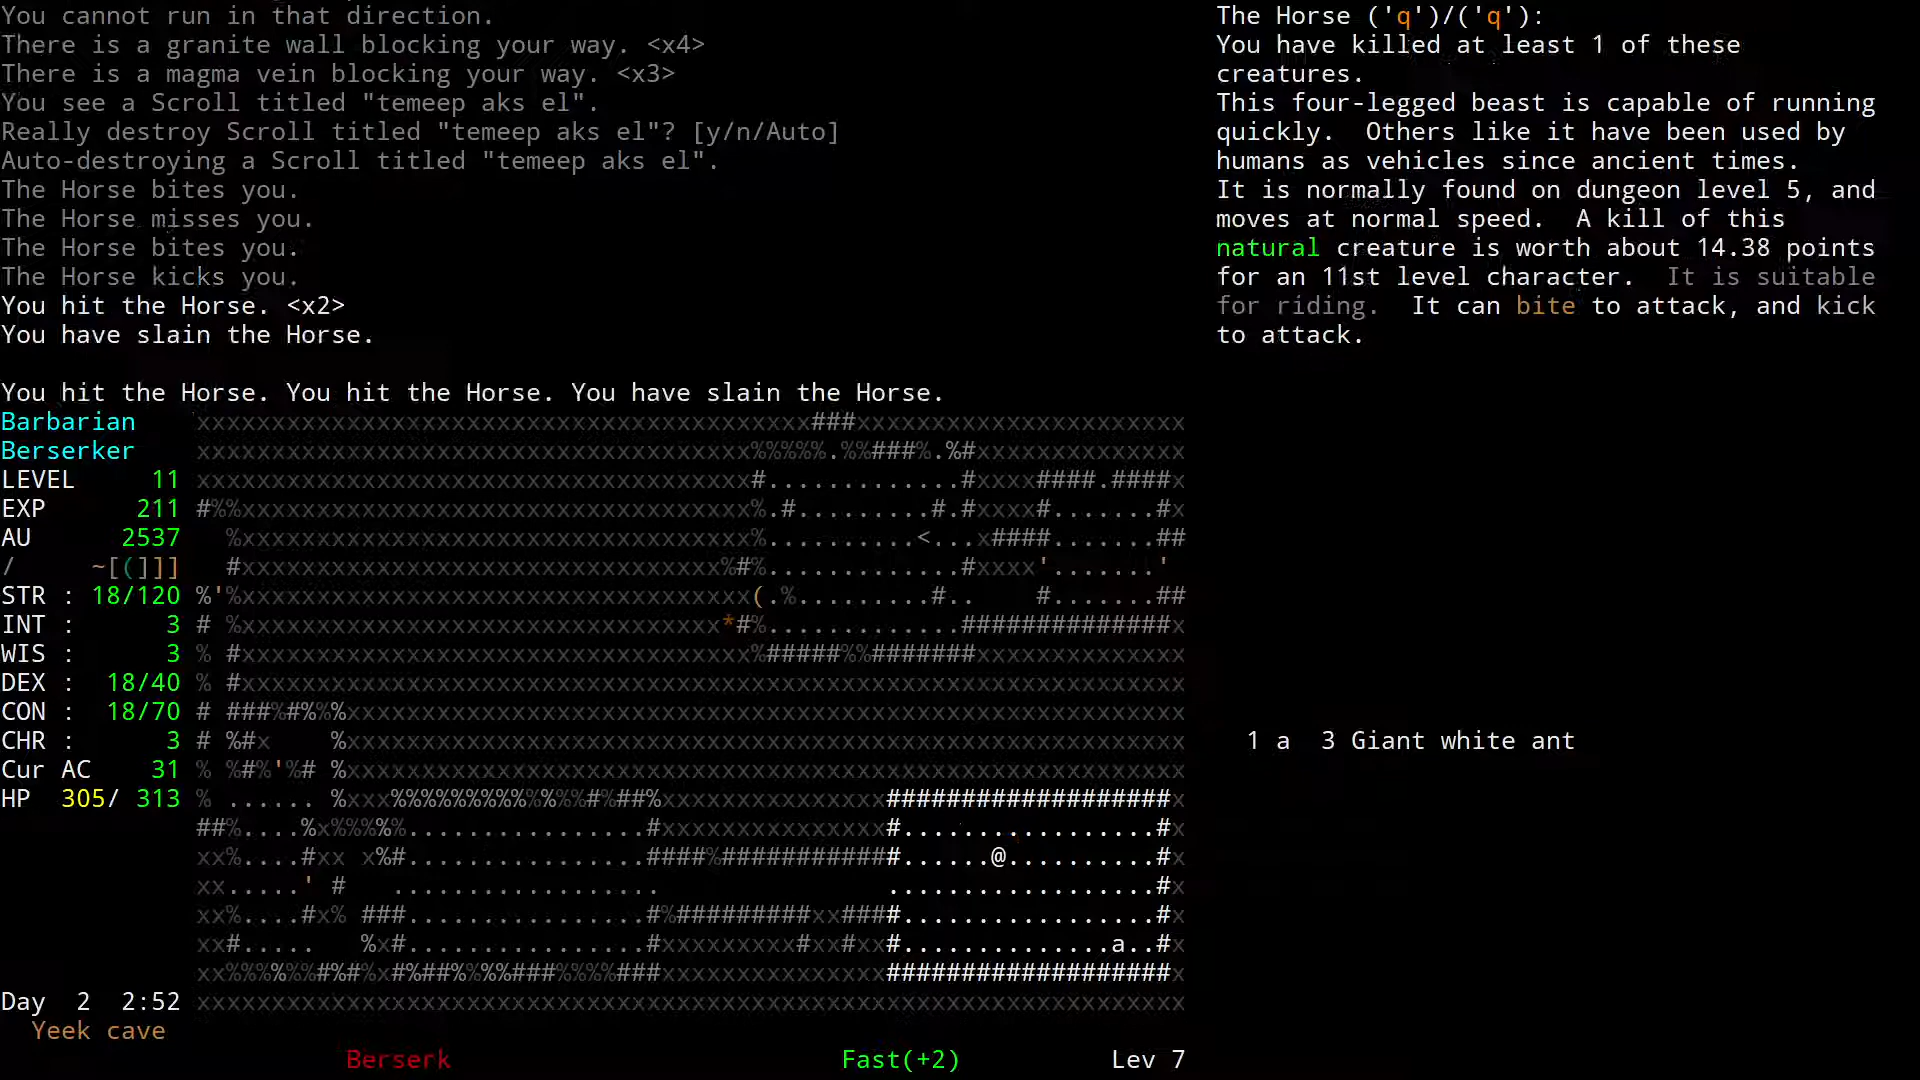 You cannot run in that direction.
There is a granite wall blocking your way. <x4>
There is a magma vein blocking your way. <x3>
You see a Scroll titled "temeep aks el".
Really destroy Scroll titled "temeep aks el"? [y/n/Auto]
Auto-destroying a Scroll titled "temeep aks el".
The Horse bites you.
The Horse misses you.
The Horse bites you.
The Horse kicks you.
You hit the Horse. <x2>
You have slain the Horse.
You hit the Horse. You hit the Horse. You have slain the Horse.
The Horse ('q')/('q'):
You have killed at least 1 of these
creatures.
This four-legged beast is capable of running
quickly.  Others like it have been used by
humans as vehicles since ancient times.
It is normally found on dungeon level 5, and
moves at normal speed.  A kill of this
natural creature is worth about 14.38 points
for an 11st level character.  It is suitable
for riding.  It can bite to attack, and kick
to attack.
Barbarian
Berserker
LEVEL 11
EXP 211
AU 2537
/ ~[(]]]
STR : 18/120
INT : 3
WIS : 3
DEX : 18/40
CON : 18/70
CHR : 3
Cur AC 31
HP 305/ 313
1 a  3 Giant white ant
Day 2 2:52
Yeek cave
Berserk
Fast(+2)
Lev 7